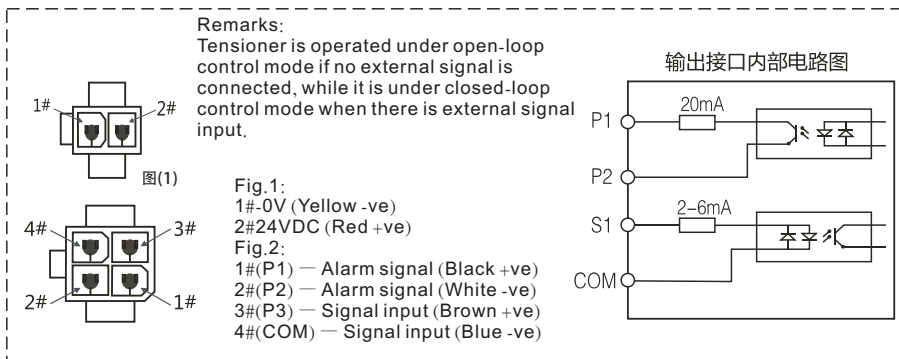 Remarks:
Tensioner is operated under open-loop
control mode if no external signal is
connected, while it is under closed-loop
control mode when there is external signal
input.
1#
2#
图(1)
4#
3#
2#
1#
Fig.1:
1#-0V (Yellow -ve)
2#24VDC (Red +ve)
Fig.2:
1#(P1) — Alarm signal (Black +ve)
2#(P2) — Alarm signal (White -ve)
3#(P3) — Signal input (Brown +ve)
4#(COM) — Signal input (Blue -ve)
输出接口内部电路图
P1
20mA
P2
S1
2-6mA
COM